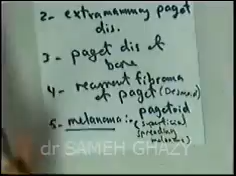 2- extramammary paget
dis.
3- paget dis of
bone
4- recurrent fibroma
of paget (Desmoid)
5- melanoma: pagetoid
(superficial
spreading
melanoma)
dr SAMEH GHAZY